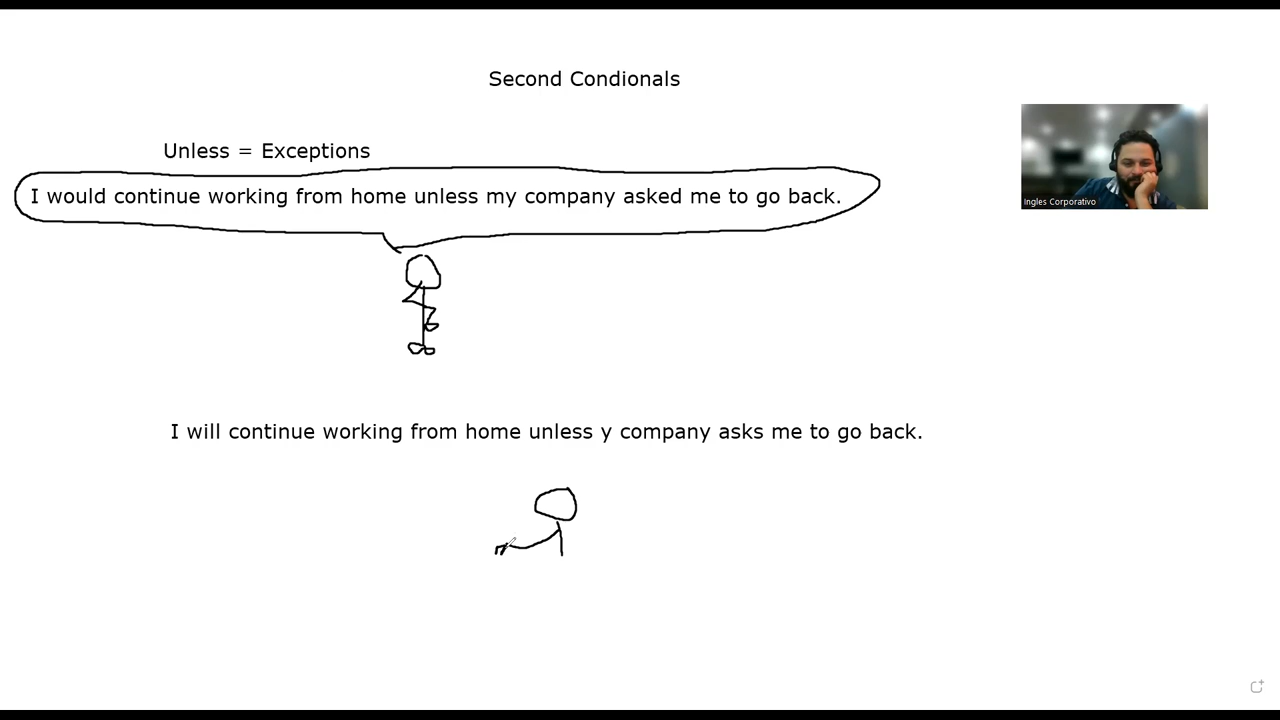 Second Condionals
Unless = Exceptions
I would continue working from home unless my company asked me to go back.
Ingles Corporativo
I will continue working from home unless y company asks me to go back.